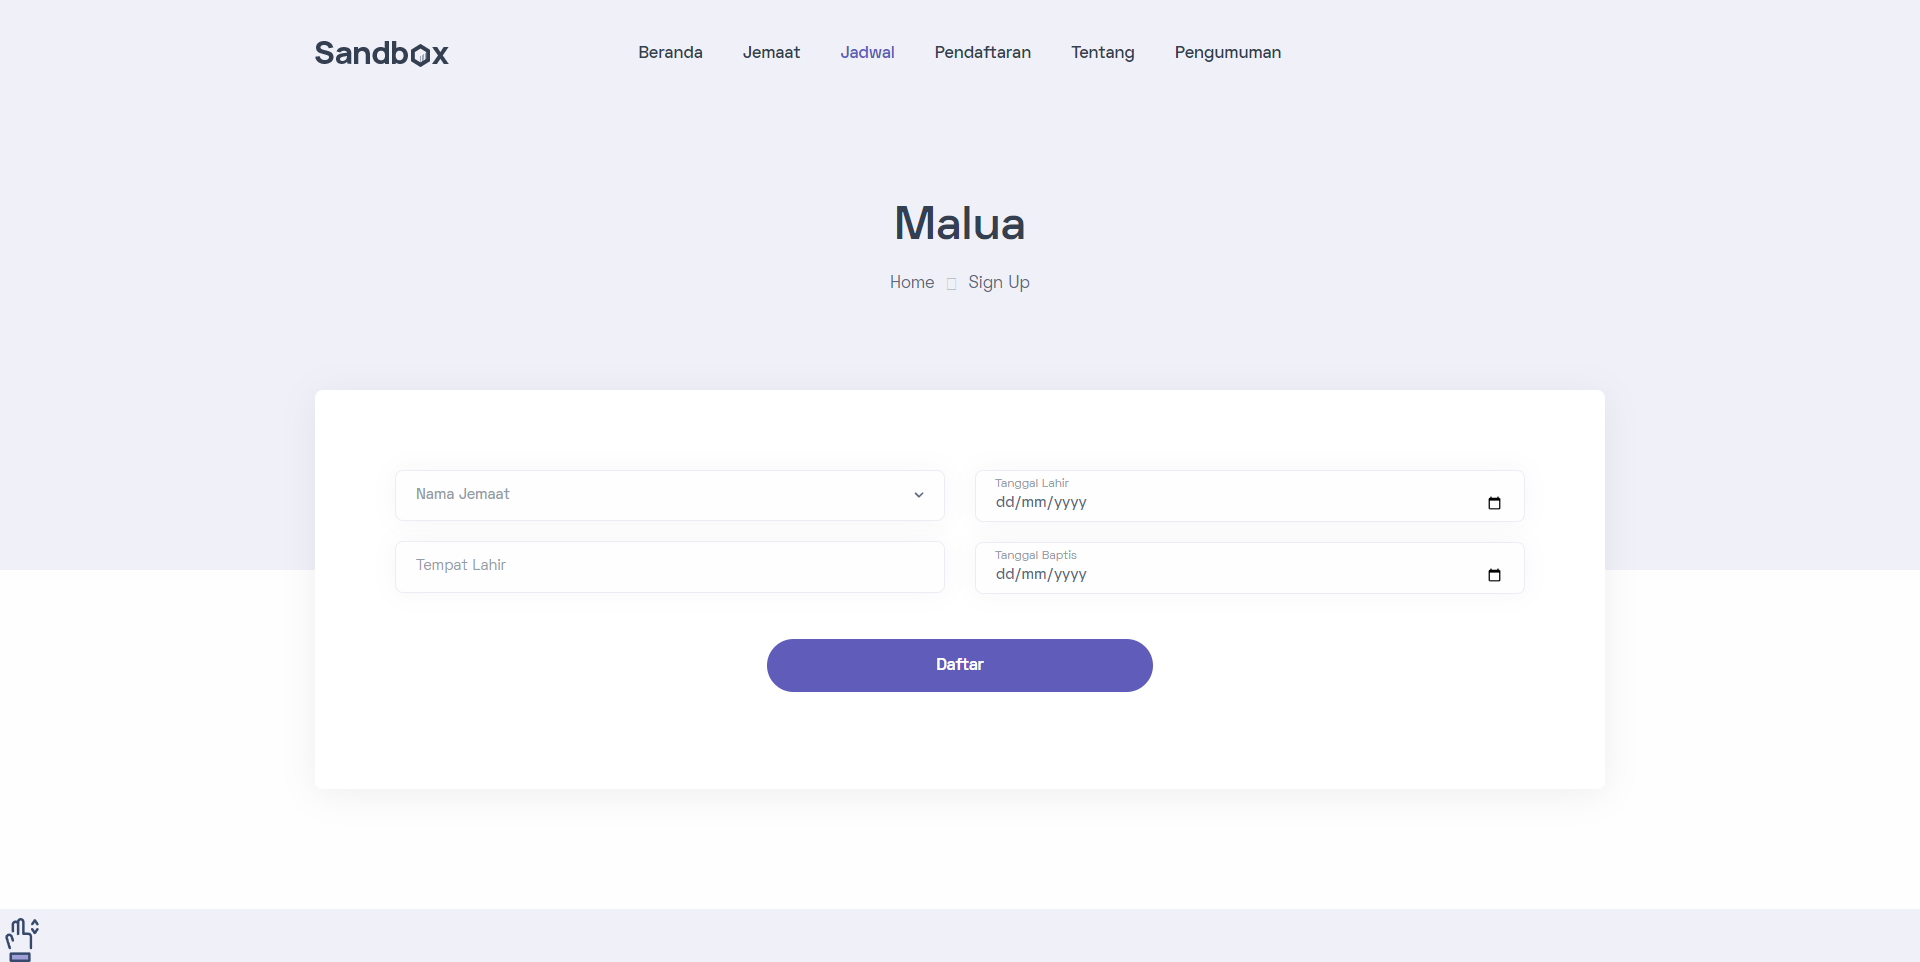 Sandbox
Beranda Jemaat Jadwal Pendaftaran Tentang Pengumuman
Malua
Home Sign Up
Nama Jemaat
Tanggal Lahir
dd/mm/yyyy
Tempat Lahir
Tanggal Baptis
dd/mm/yyyy
Daftar